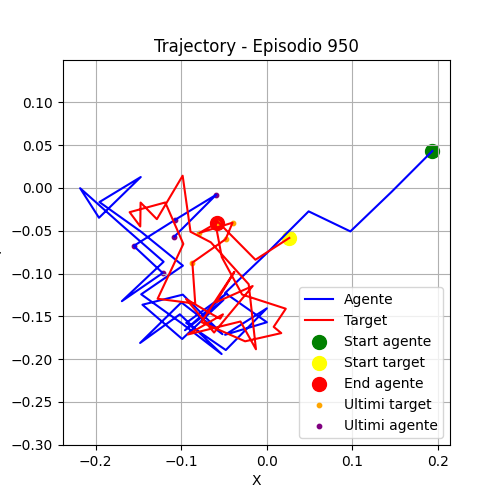 Trajectory - Episodio 950
0.10
0.05
0.00
−0.05
−0.10
−0.15
−0.20
−0.25
−0.30
Agente
Target
Start agente
Start target
End agente
Ultimi target
Ultimi agente
−0.2
−0.1
0.0
0.1
0.2
X